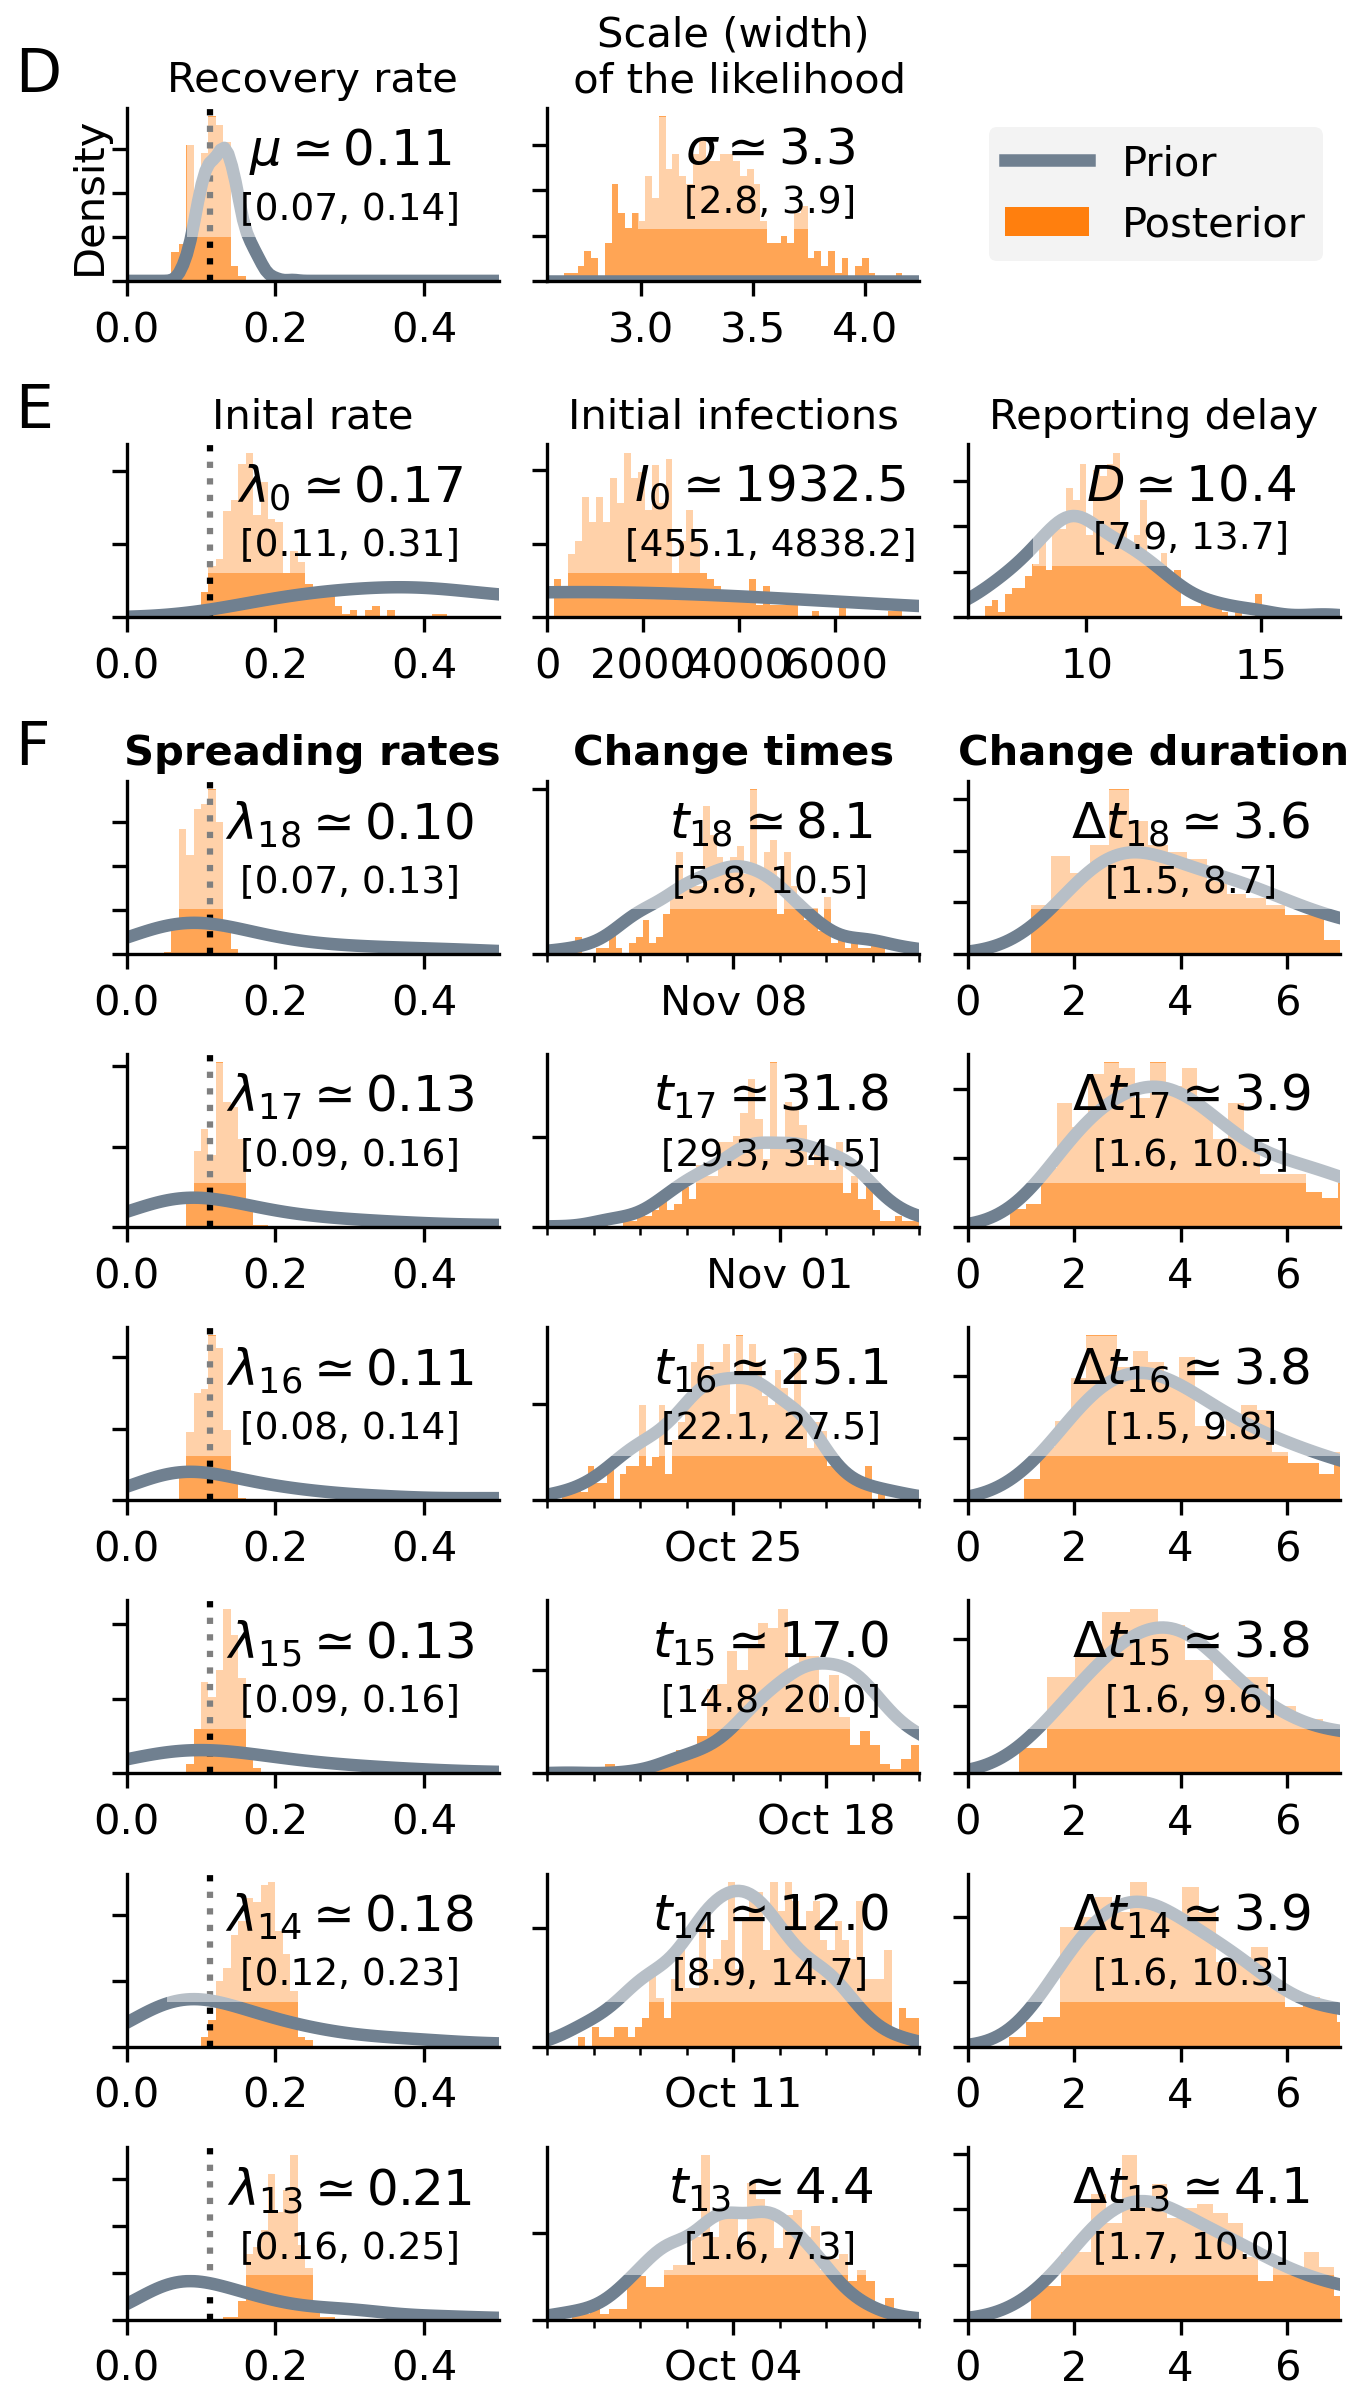 D
Recovery rate
Scale (width)
of the likelihood
Density
μ ≃ 0.11
[0.07, 0.14]
0.0 0.2 0.4
σ ≃ 3.3
[2.8, 3.9]
3.0 3.5 4.0
Prior
Posterior
E
Inital rate
Initial infections
Reporting delay
λ0 ≃ 0.17
[0.11, 0.31]
0.0 0.2 0.4
I0 ≃ 1932.5
[455.1, 4838.2]
0 2000 4000 6000
D ≃ 10.4
[7.9, 13.7]
10 15
F
Spreading rates
Change times
Change duration
λ18 ≃ 0.10
[0.07, 0.13]
0.0 0.2 0.4
t18 ≃ 8.1
[5.8, 10.5]
Nov 08
Δt18 ≃ 3.6
[1.5, 8.7]
0 2 4 6
λ17 ≃ 0.13
[0.09, 0.16]
0.0 0.2 0.4
t17 ≃ 31.8
[29.3, 34.5]
Nov 01
Δt17 ≃ 3.9
[1.6, 10.5]
0 2 4 6
λ16 ≃ 0.11
[0.08, 0.14]
0.0 0.2 0.4
t16 ≃ 25.1
[22.1, 27.5]
Oct 25
Δt16 ≃ 3.8
[1.5, 9.8]
0 2 4 6
λ15 ≃ 0.13
[0.09, 0.16]
0.0 0.2 0.4
t15 ≃ 17.0
[14.8, 20.0]
Oct 18
Δt15 ≃ 3.8
[1.6, 9.6]
0 2 4 6
λ14 ≃ 0.18
[0.12, 0.23]
0.0 0.2 0.4
t14 ≃ 12.0
[8.9, 14.7]
Oct 11
Δt14 ≃ 3.9
[1.6, 10.3]
0 2 4 6
λ13 ≃ 0.21
[0.16, 0.25]
0.0 0.2 0.4
t13 ≃ 4.4
[1.6, 7.3]
Oct 04
Δt13 ≃ 4.1
[1.7, 10.0]
0 2 4 6